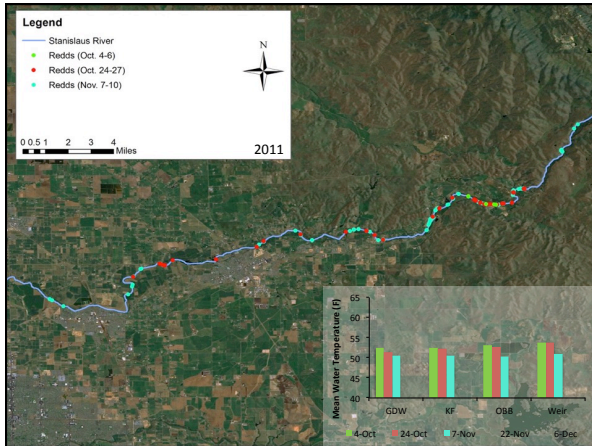 Legend
Stanislaus River
Redds (Oct. 4-6)
Redds (Oct. 24-27)
Redds (Nov. 7-10)
N
0 0.5 1 2 3 4
Miles
2011
Mean Water Temperature (F)
65
60
55
50
45
40
GDW KF OBB Weir
4-Oct 24-Oct 7-Nov 22-Nov 6-Dec